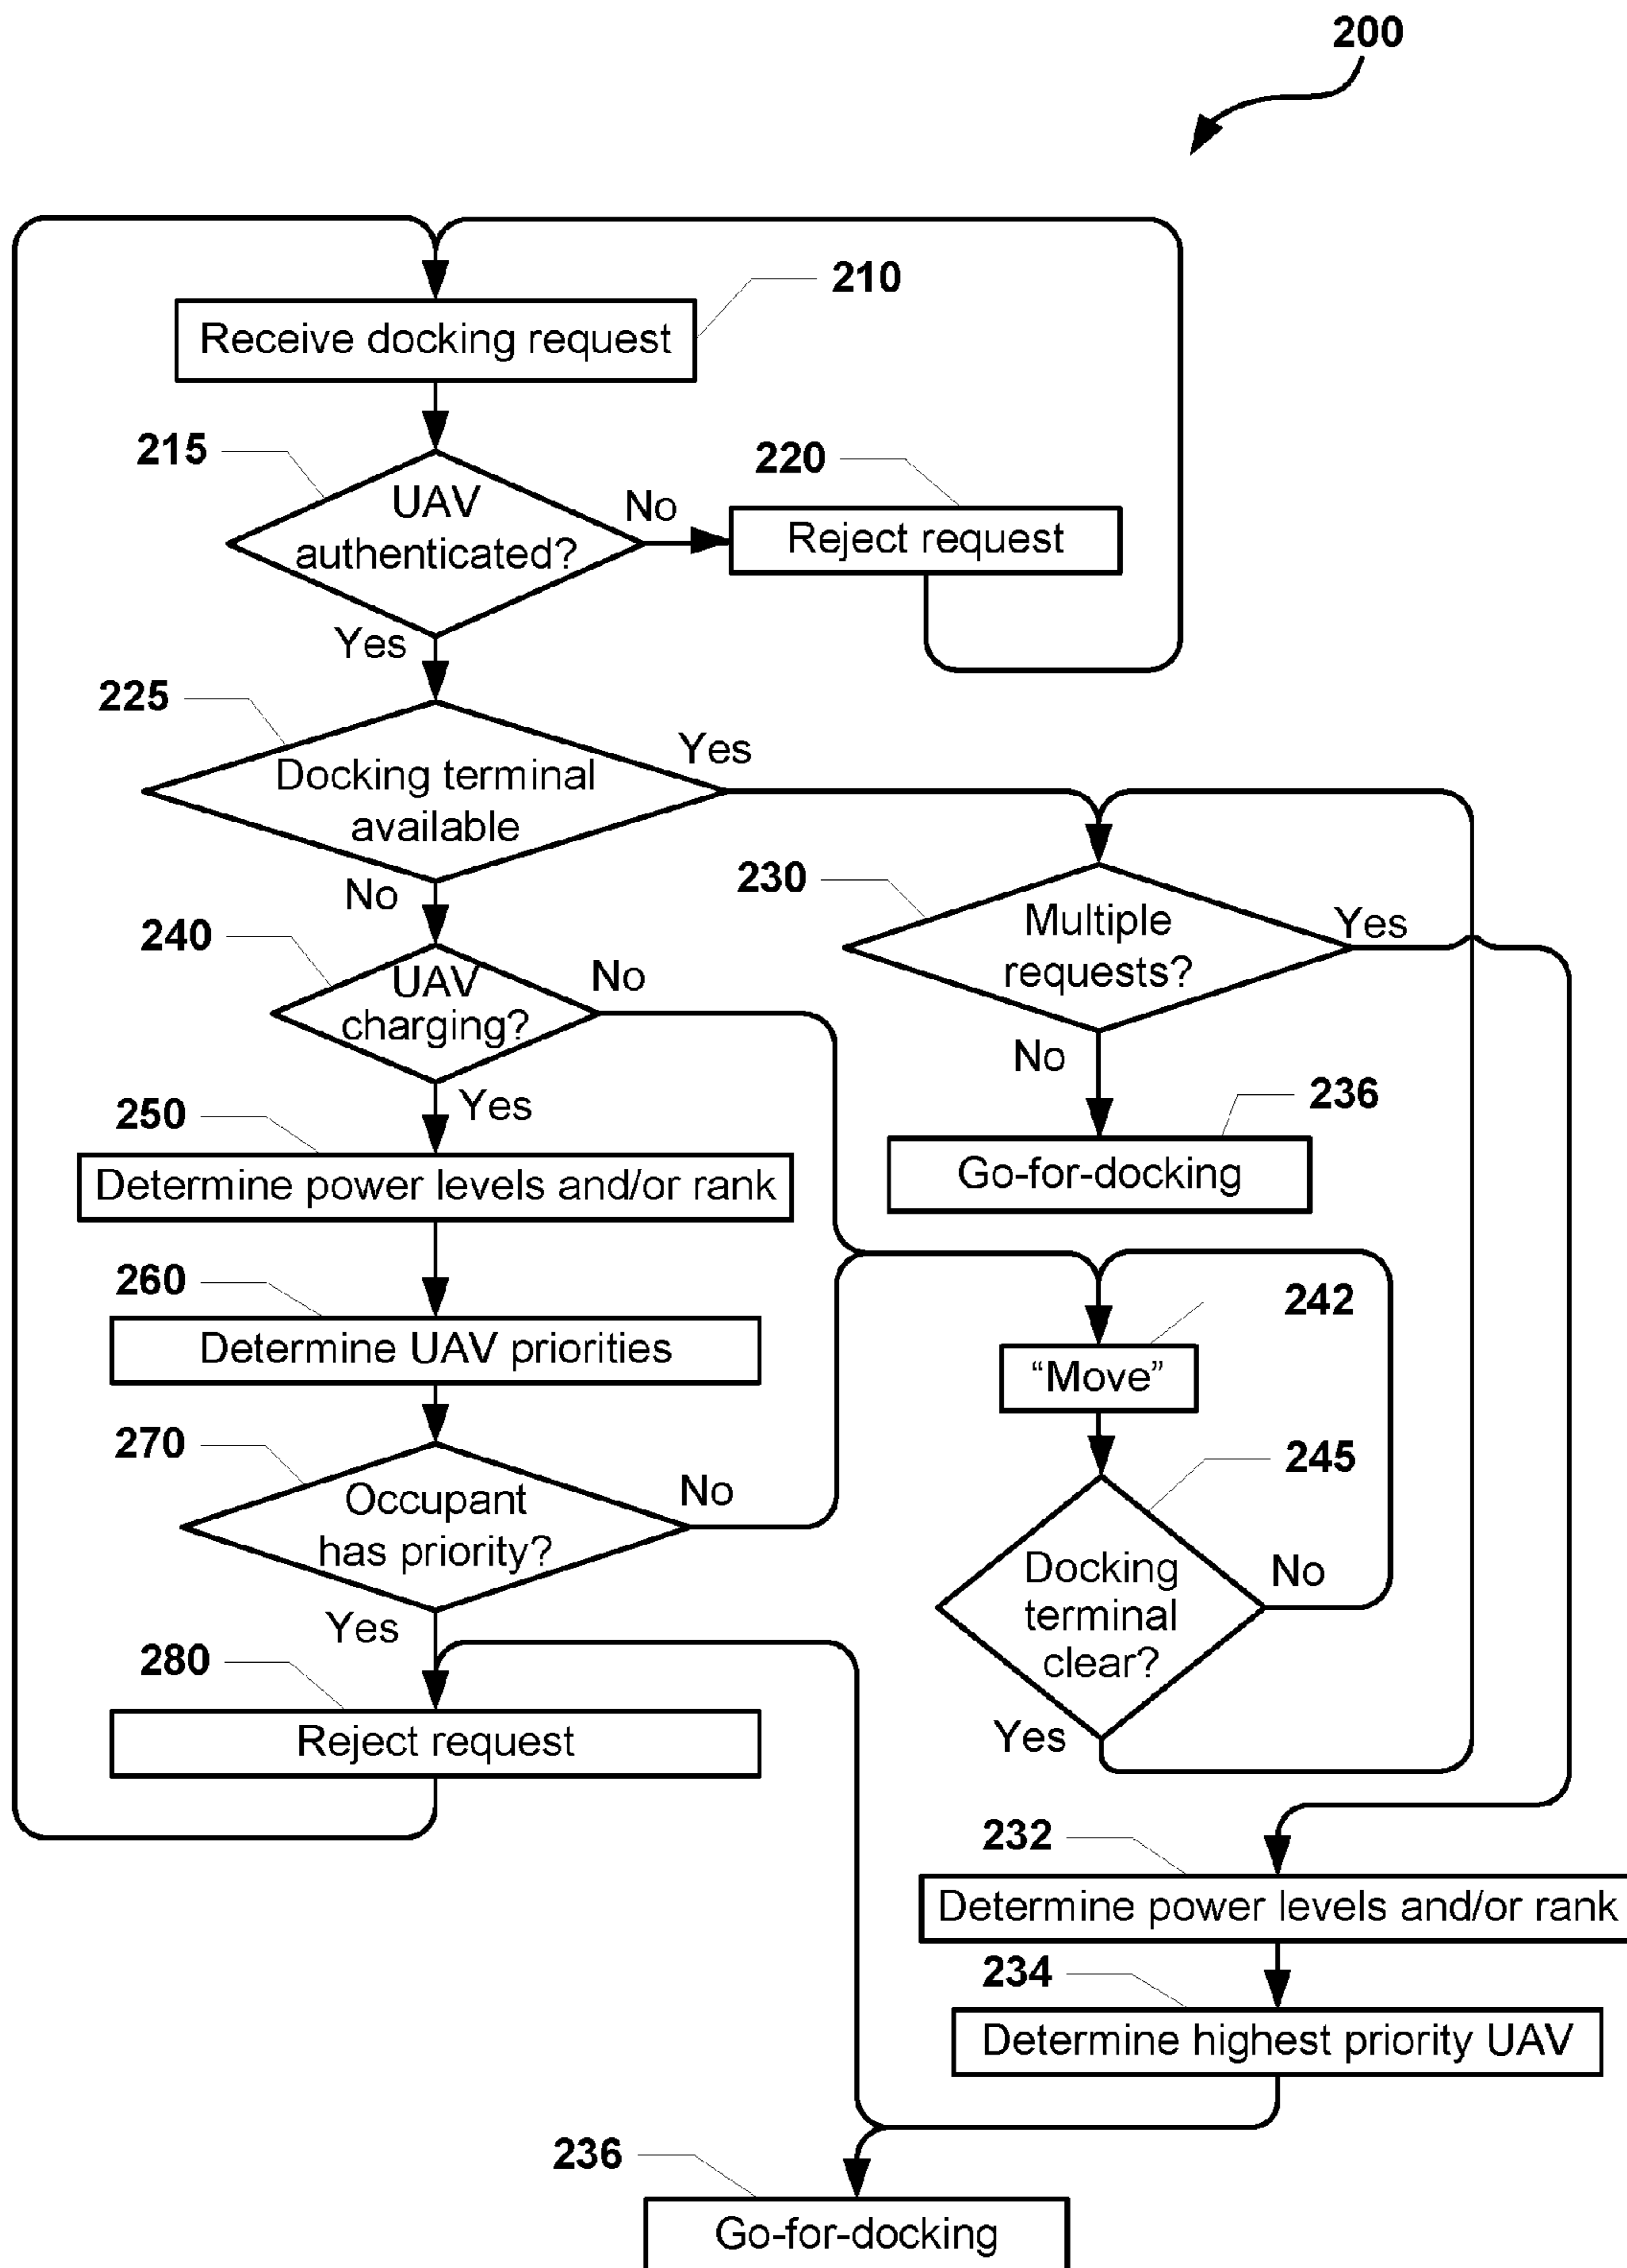 200
210
Receive docking request
215
UAV
authenticated?
No
220
Reject request
Yes
225
Docking terminal
available
Yes
No
230
Multiple
requests?
Yes
No
240
UAV
charging?
No
Yes
236
Go-for-docking
250
Determine power levels and/or rank
260
Determine UAV priorities
242
“Move”
270
Occupant
has priority?
No
Yes
245
Docking
terminal
clear?
No
Yes
280
Reject request
232
Determine power levels and/or rank
234
Determine highest priority UAV
236
Go-for-docking